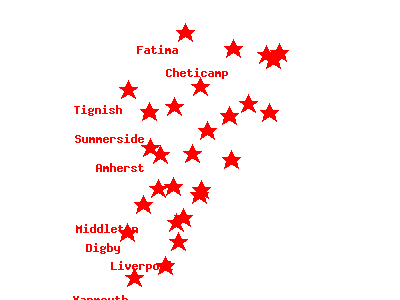 Fatima
Cheticamp
Tignish
Summerside
Amherst
Middleton
Digby
Liverpool
Yarmouth